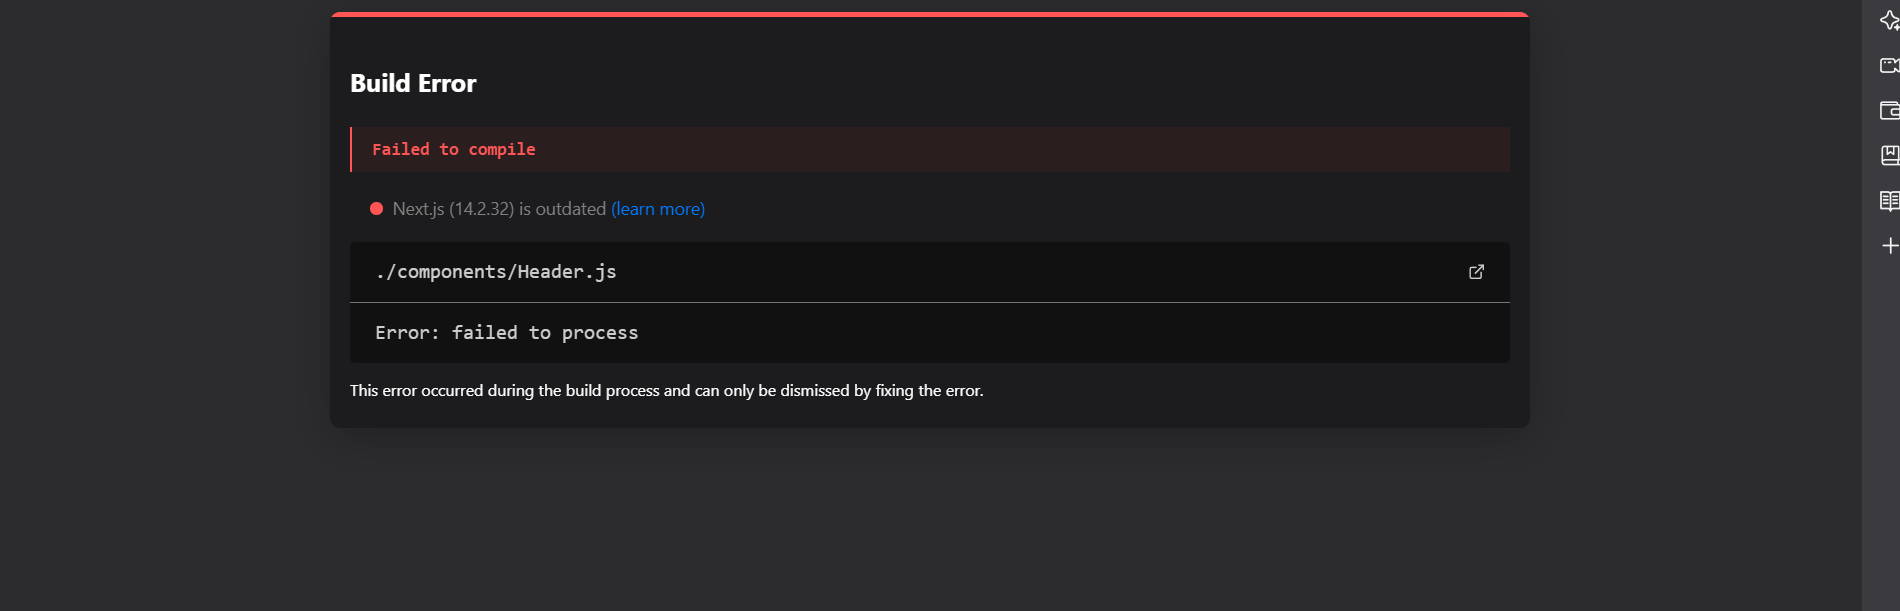 Build Error
Failed to compile
Next.js (14.2.32) is outdated (learn more)
./components/Header.js
Error: failed to process
This error occurred during the build process and can only be dismissed by fixing the error.